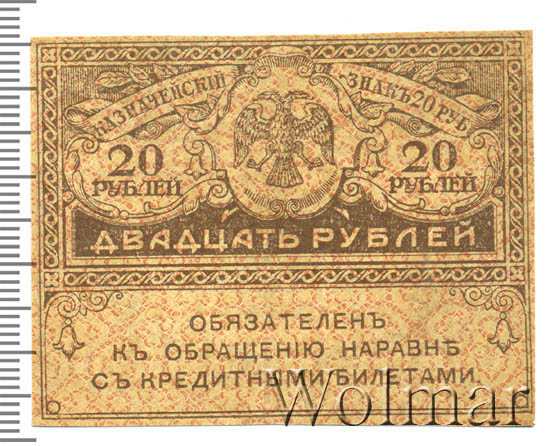 КАЗНАЧЕЙСКІЙ ЗНАКЪ 20 РУБ.
20 РУБЛЕЙ
20 РУБЛЕЙ
ДВАДЦАТЬ РУБЛЕЙ
ОБЯЗАТЕЛЕНЪ
КЪ ОБРАЩЕНІЮ НАРАВНѢ
СЪ КРЕДИТНЫМИ БИЛЕТАМИ.
Wolmar